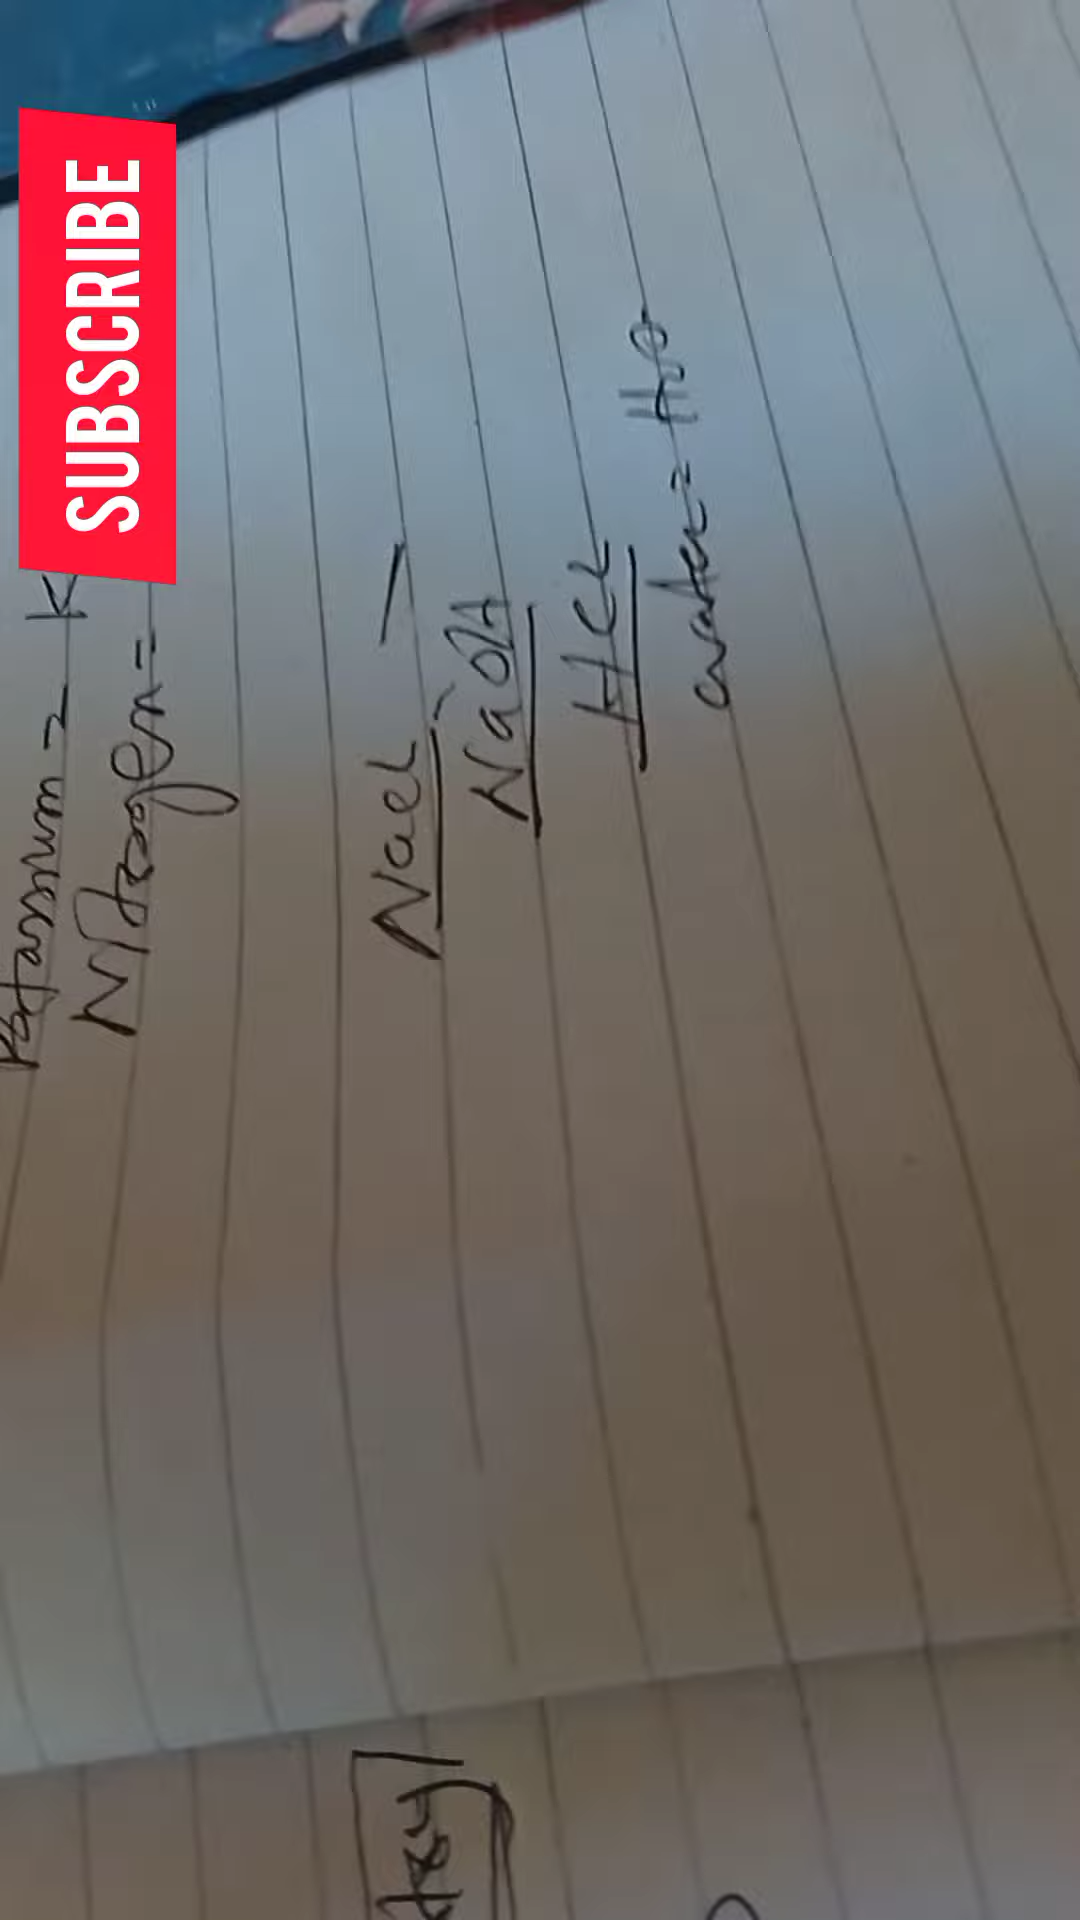 SUBSCRIBE
Potassium = K
Nitrogen =
Nacl
NaOH
HCl
water = H2O